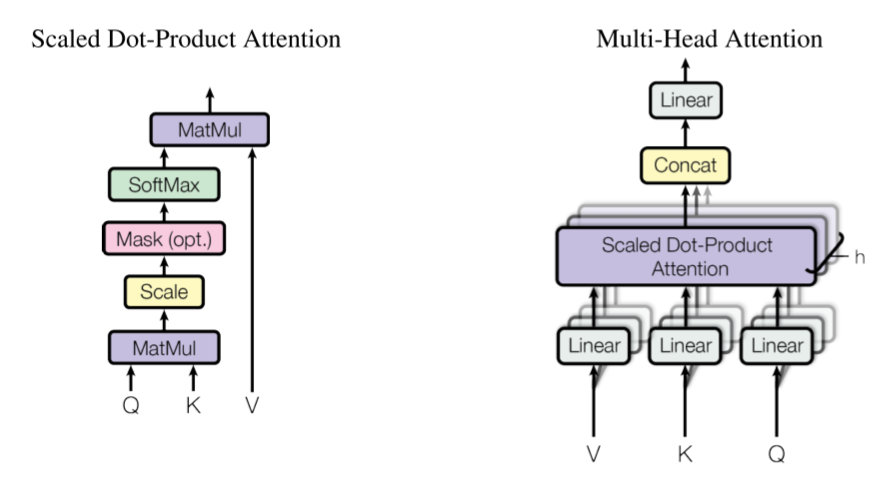 Scaled Dot-Product Attention
MatMul
SoftMax
Mask (opt.)
Scale
MatMul
Q K V
Multi-Head Attention
Linear
Concat
Scaled Dot-Product
Attention
h
Linear Linear Linear
V K Q